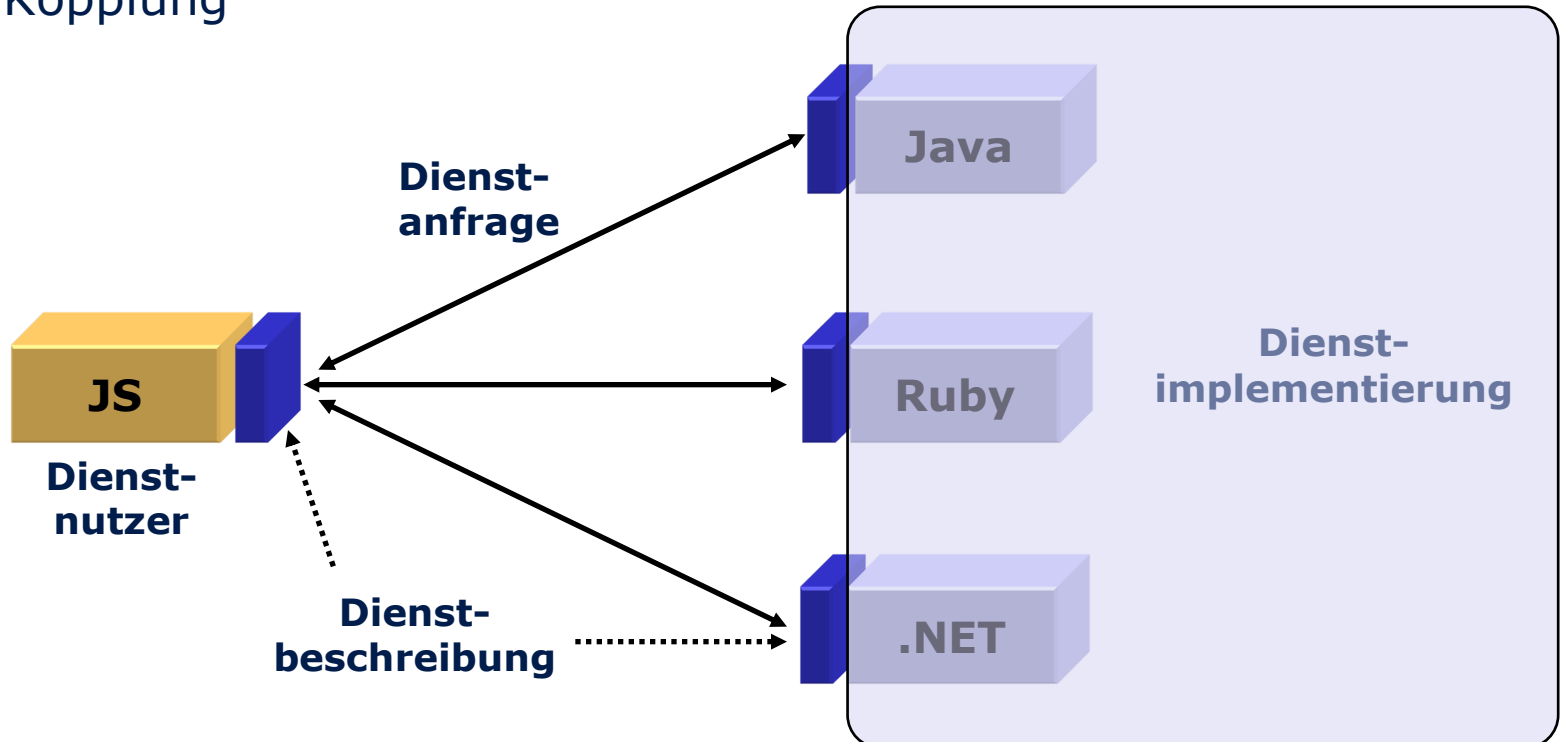 Kopplung
Dienst-
anfrage
Java
JS
Ruby
Dienst-
implementierung
Dienst-
nutzer
Dienst-
beschreibung
.NET